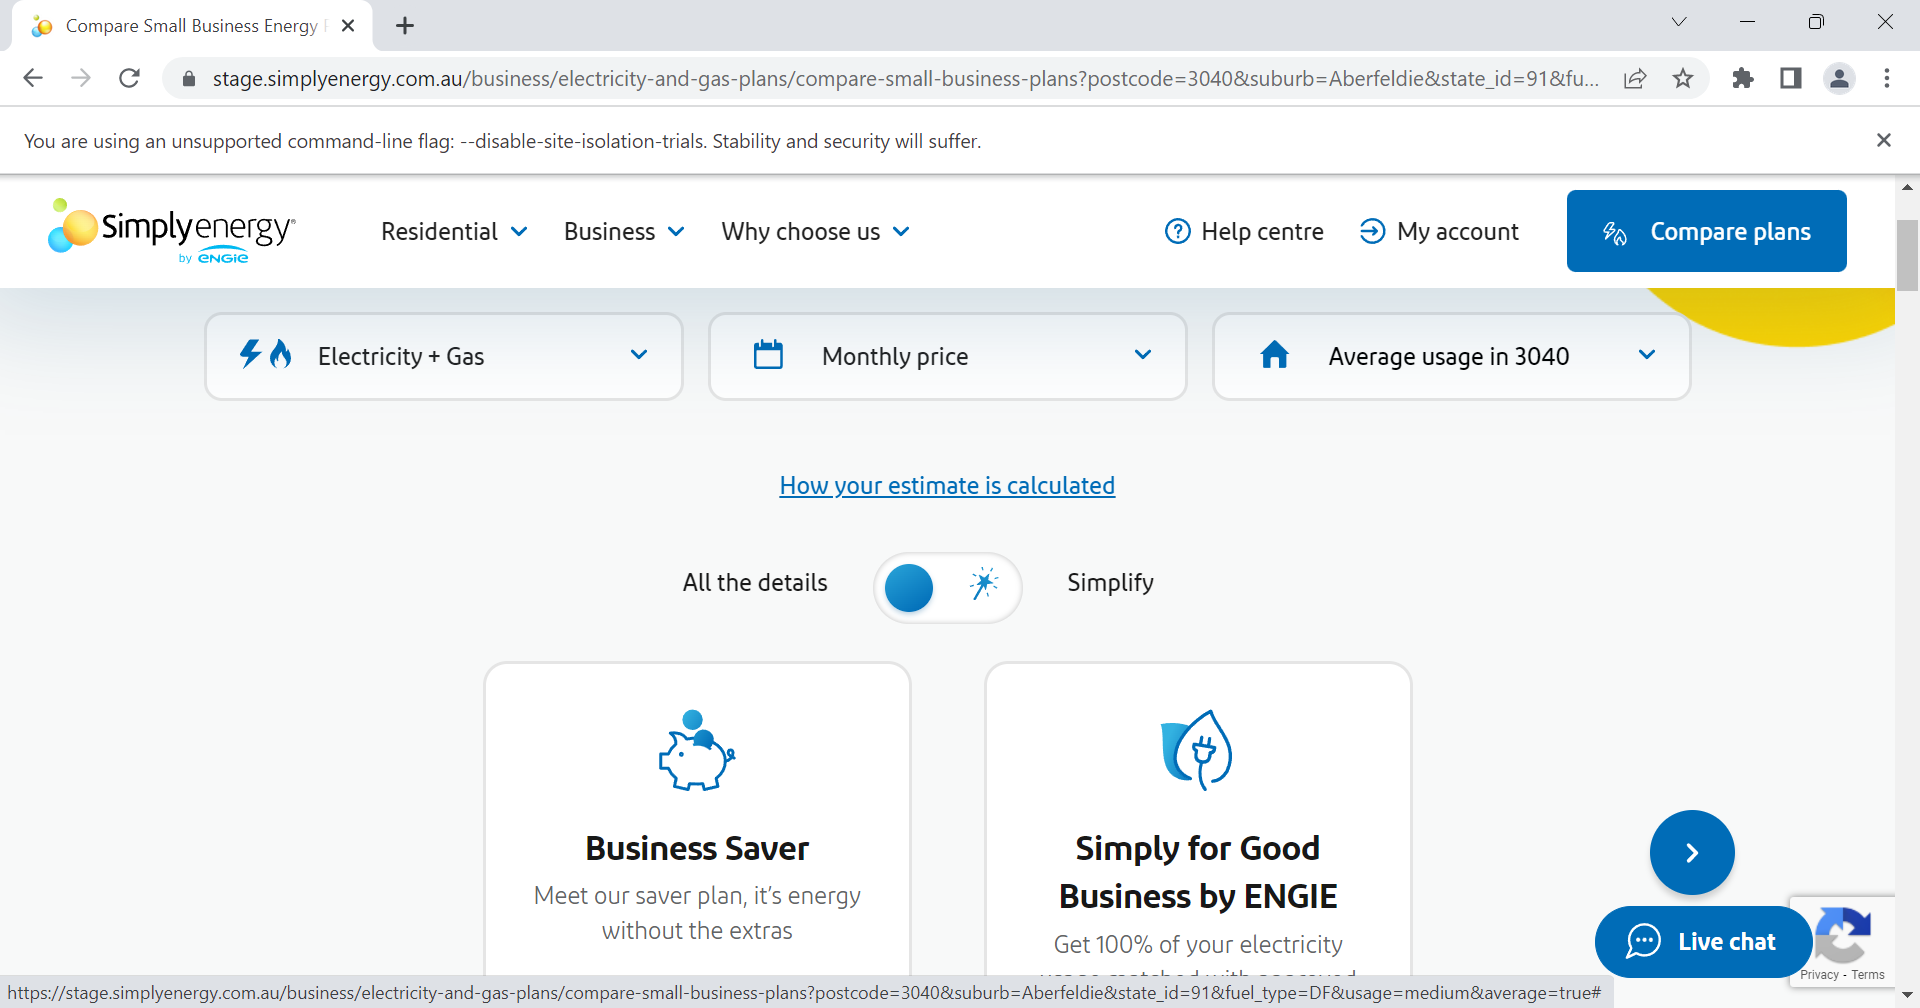 Compare Small Business Energy
stage.simplyenergy.com.au/business/electricity-and-gas-plans/compare-small-business-plans?postcode=3040&suburb=Aberfeldie&state_id=91&fu...
You are using an unsupported command-line flag: --disable-site-isolation-trials. Stability and security will suffer.
Simply energy
by ENGIE
Residential
Business
Why choose us
Help centre
My account
Compare plans
Electricity + Gas
Monthly price
Average usage in 3040
How your estimate is calculated
All the details
Simplify
Business Saver
Meet our saver plan, it's energy
without the extras
Simply for Good
Business by ENGIE
Get 100% of your electricity
Live chat
Privacy - Terms
https://stage.simplyenergy.com.au/business/electricity-and-gas-plans/compare-small-business-plans?postcode=3040&suburb=Aberfeldie&state_id=91&fuel_type=DF&usage=medium&average=true#